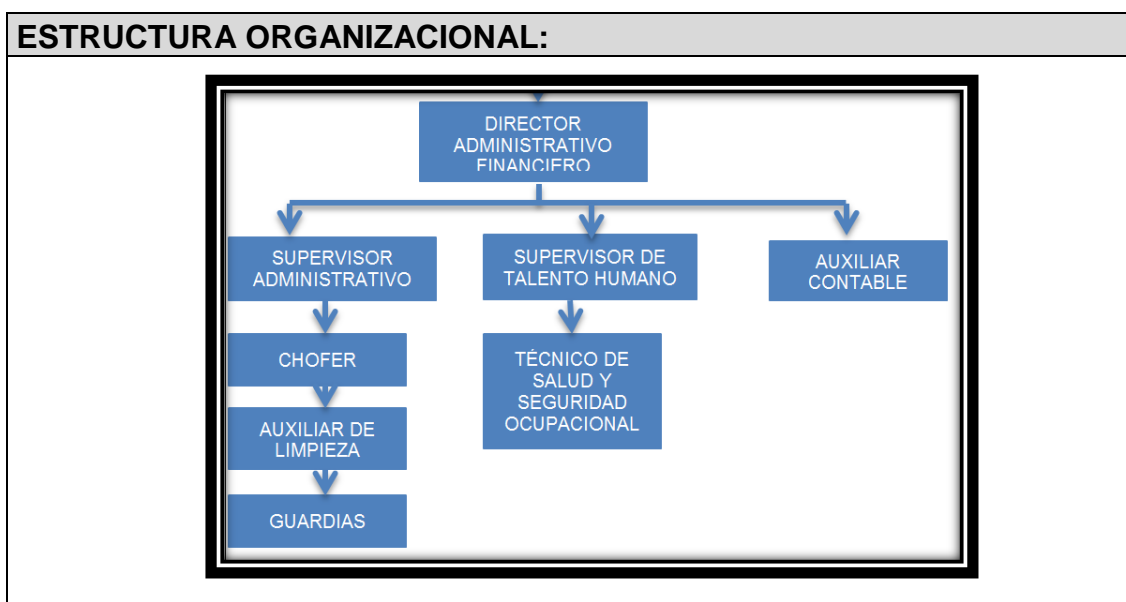 ESTRUCTURA ORGANIZACIONAL:
DIRECTOR
ADMINISTRATIVO
FINANCIERO
SUPERVISOR
ADMINISTRATIVO
SUPERVISOR DE
TALENTO HUMANO
AUXILIAR
CONTABLE
CHOFER
TÉCNICO DE
SALUD Y
SEGURIDAD
OCUPACIONAL
AUXILIAR DE
LIMPIEZA
GUARDIAS